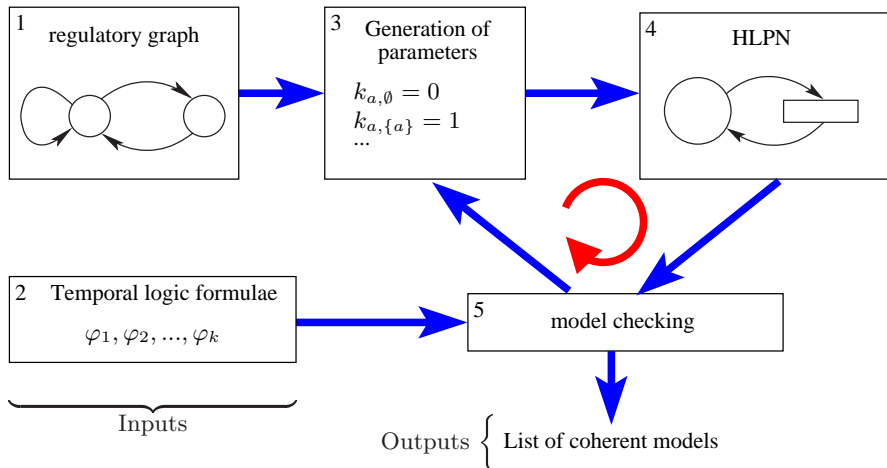 1
regulatory graph
3 Generation of
parameters
k_{a,∅} = 0
k_{a,{a}} = 1
...
4
HLPN
2 Temporal logic formulae
φ₁, φ₂, ..., φₖ
5
model checking
Inputs
Outputs { List of coherent models